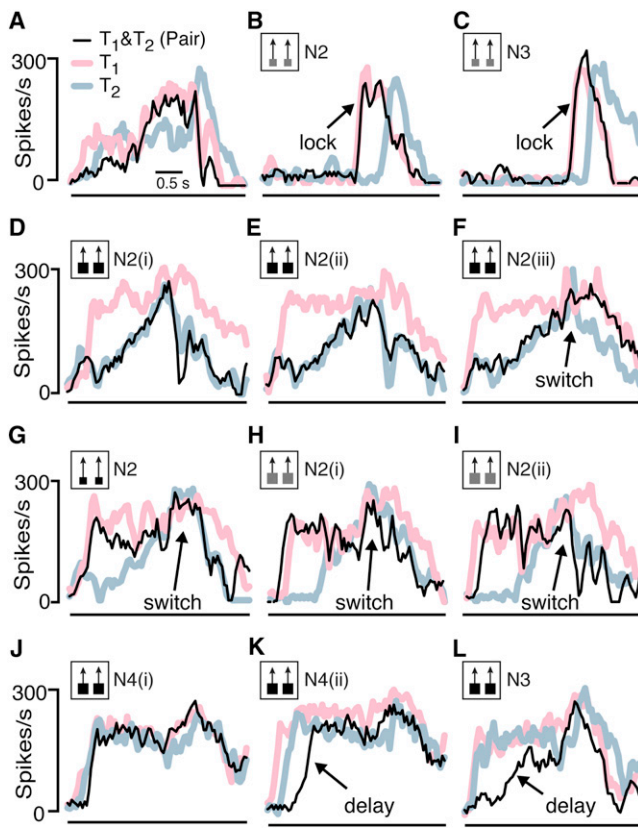 A
B
C
T1&T2 (Pair)
T1
T2
N2
N3
300
0
Spikes/s
0.5 s
lock
lock
D
E
F
N2(i)
N2(ii)
N2(iii)
300
0
Spikes/s
switch
G
H
I
N2
N2(i)
N2(ii)
300
0
Spikes/s
switch
switch
switch
J
K
L
N4(i)
N4(ii)
N3
300
0
Spikes/s
delay
delay